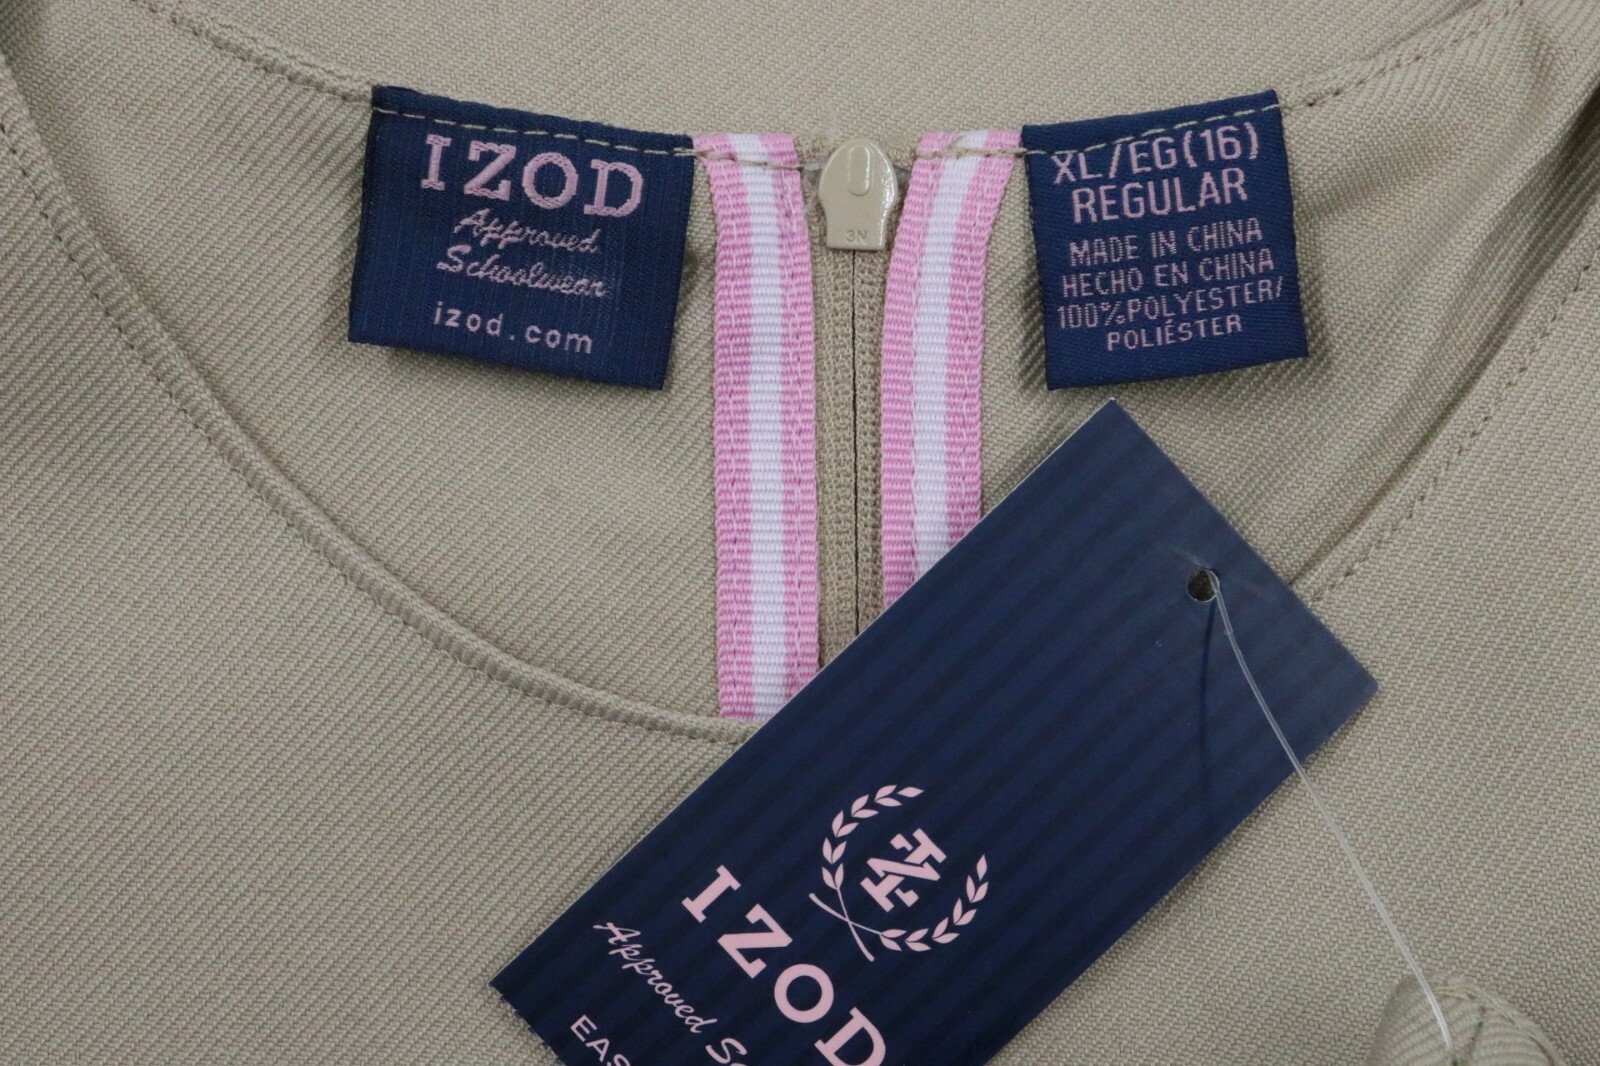 IZOD
Approved
Schoolwear
izod.com
XL/EG(16)
REGULAR
MADE IN CHINA
HECHO EN CHINA
100%POLYESTER/
POLIÉSTER
3N
IZOD
Approved